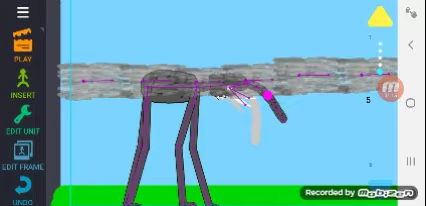 PLAY
INSERT
EDIT UNIT
EDIT FRAME
UNDO
5
Recorded by MOBIZEN